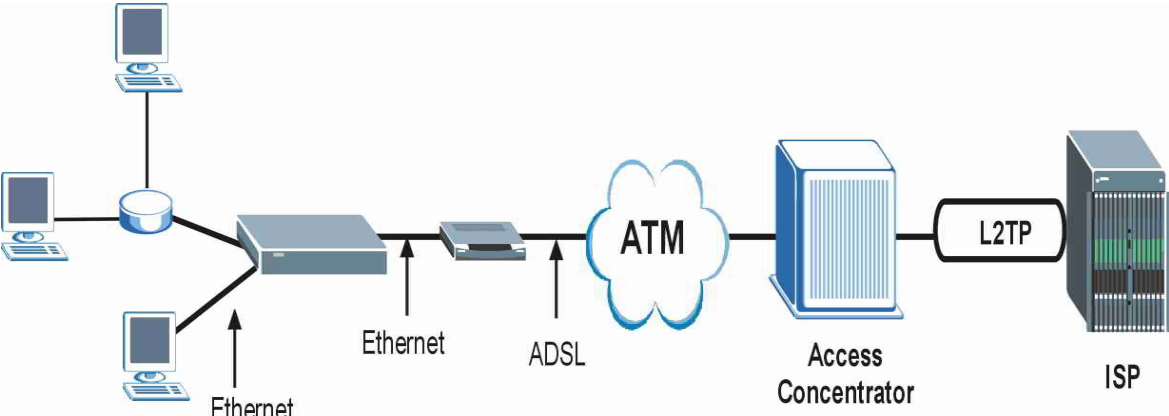 ATM
L2TP
Ethernet
ADSL
Access
Concentrator
ISP
Ethernet